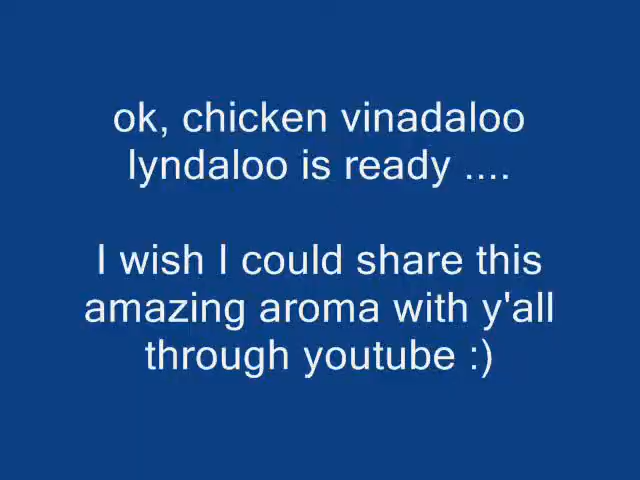 ok, chicken vinadaloo
lyndaloo is ready ....
I wish I could share this
amazing aroma with y'all
through youtube :)